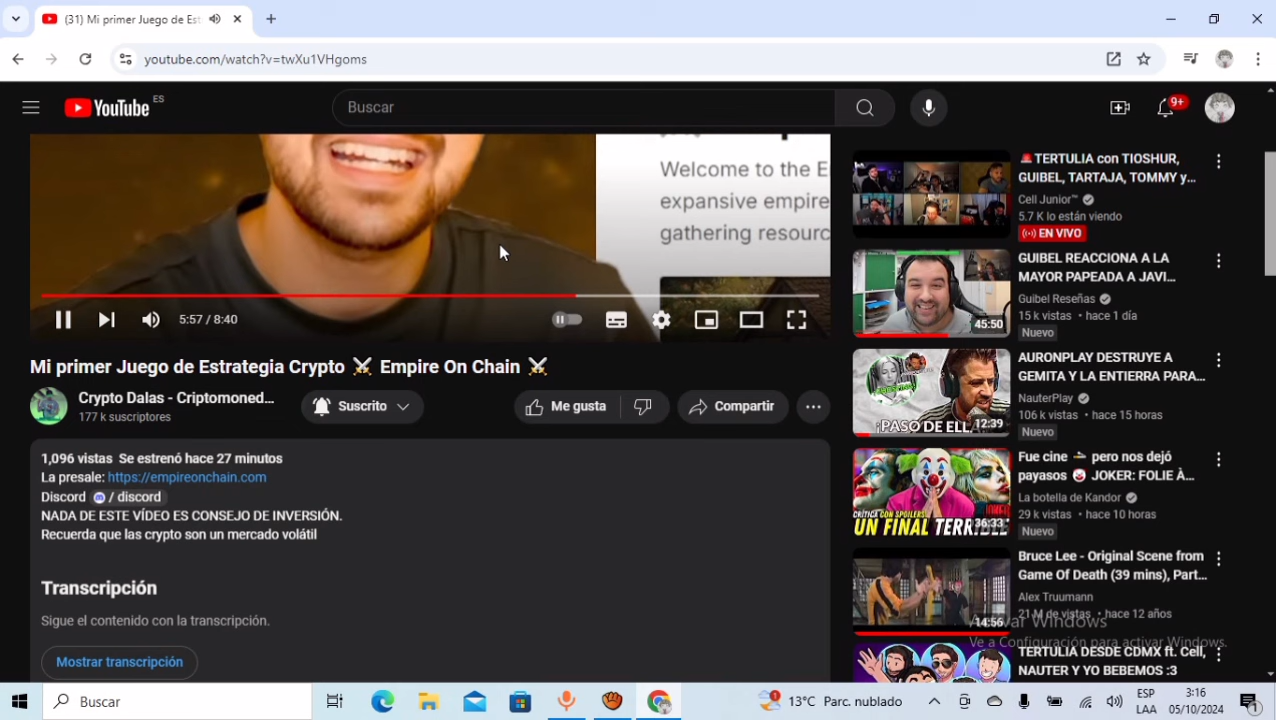 (31) Mi primer Juego de Est
youtube.com/watch?v=twXu1VHgoms
YouTube ES
Buscar
9+
Welcome to the E
expansive empire
gathering resourc
5:57 / 8:40
Mi primer Juego de Estrategia Crypto ⚔️ Empire On Chain ⚔️
Crypto Dalas - Criptomoned...
177 k suscriptores
Suscrito
Me gusta
Compartir
1,096 vistas Se estrenó hace 27 minutos
La presale: https://empireonchain.com
Discord / discord
NADA DE ESTE VÍDEO ES CONSEJO DE INVERSIÓN.
Recuerda que las crypto son un mercado volátil
Transcripción
Sigue el contenido con la transcripción.
Mostrar transcripción
🚨TERTULIA con TIOSHUR,
GUIBEL, TARTAJA, TOMMY y...
Cell Junior™
5.7 K lo están viendo
EN VIVO
GUIBEL REACCIONA A LA
MAYOR PAPEADA A JAVI...
Guibel Reseñas
15 k vistas • hace 1 día
Nuevo
45:50
AURONPLAY DESTRUYE A
GEMITA Y LA ENTIERRA PARA...
NauterPlay
106 k vistas • hace 15 horas
Nuevo
¡PASO DE ELL
12:39
Fue cine 🚬 pero nos dejó
payasos 🤡 JOKER: FOLIE À...
La botella de Kandor
29 k vistas • hace 10 horas
Nuevo
CRÍTICA CON SPOILERS
UN FINAL TERRIBLE
36:33
Bruce Lee - Original Scene from
Game Of Death (39 mins), Part...
Alex Truumann
21 M de vistas • hace 12 años
14:56
TERTULIA DESDE CDMX ft. Cell,
NAUTER Y YO BEBEMOS :3
Activar Windows
Ve a Configuración para activar Windows.
Buscar
13°C Parc. nublado
ESP
LAA
3:16
05/10/2024